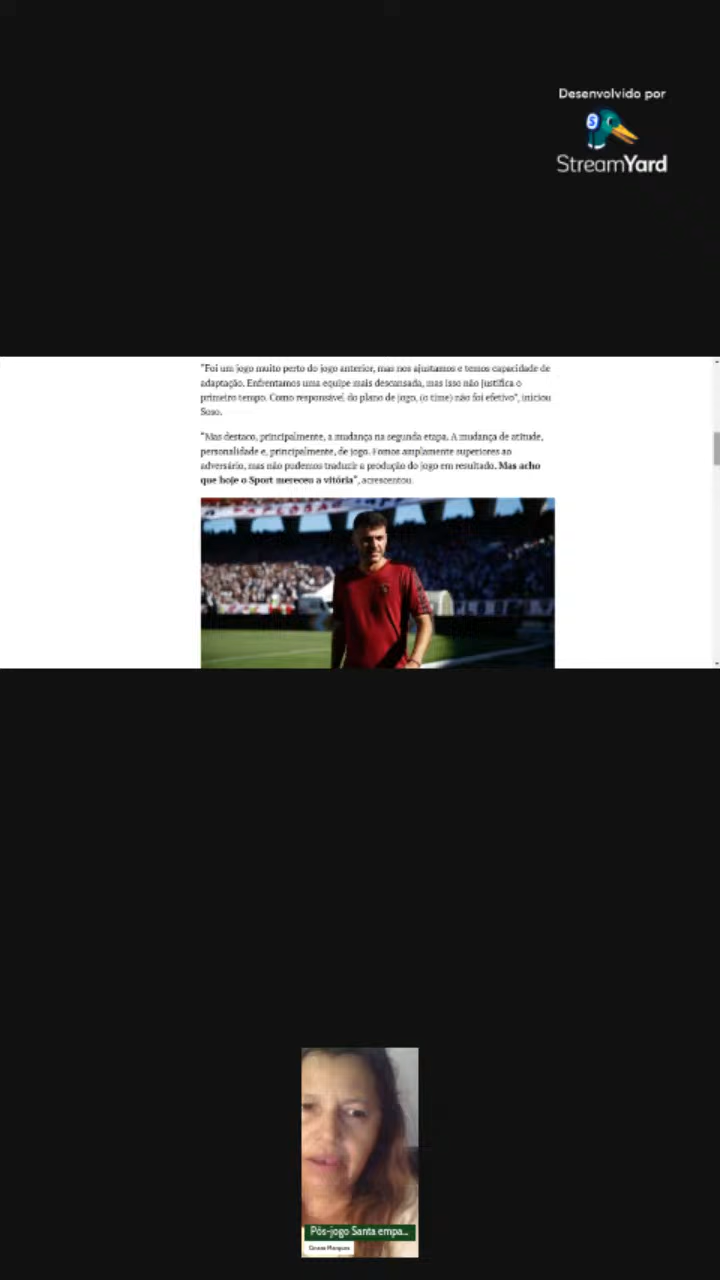 Desenvolvido por
StreamYard
"Foi um jogo muito perto do jogo anterior, mas nos ajustamos e temos capacidade de
adaptação. Enfrentamos uma equipe mais descansada, mas isso não justifica o
primeiro tempo. Como responsável do plano de jogo, (o time) não foi efetivo", iniciou
Soso.
"Mas destaco, principalmente, a mudança na segunda etapa. A mudança de atitude,
personalidade e, principalmente, de jogo. Fomos amplamente superiores ao
adversário, mas não pudemos traduzir a produção do jogo em resultado. Mas acho
que hoje o Sport mereceu a vitória", acrescentou.
Pós-jogo Santa empa...
Marques